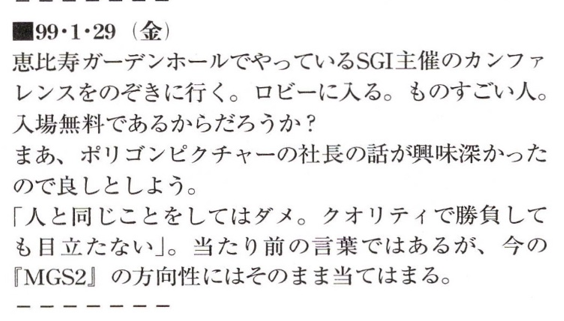 ■99・1・29（金）
恵比寿ガーデンホールでやっているSGI主催のカンファ
レンスをのぞきに行く。ロビーに入る。ものすごい人。
入場無料であるからだろうか？
まあ、ポリゴンピクチャーの社長の話が興味深かった
ので良しとしよう。
「人と同じことをしてはダメ。クオリティで勝負して
も目立たない」。当たり前の言葉ではあるが、今の
『MGS2』の方向性にはそのまま当てはまる。